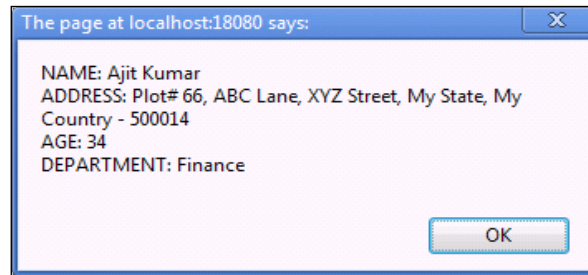 The page at localhost:18080 says:
NAME: Ajit Kumar
ADDRESS: Plot# 66, ABC Lane, XYZ Street, My State, My
Country - 500014
AGE: 34
DEPARTMENT: Finance
OK